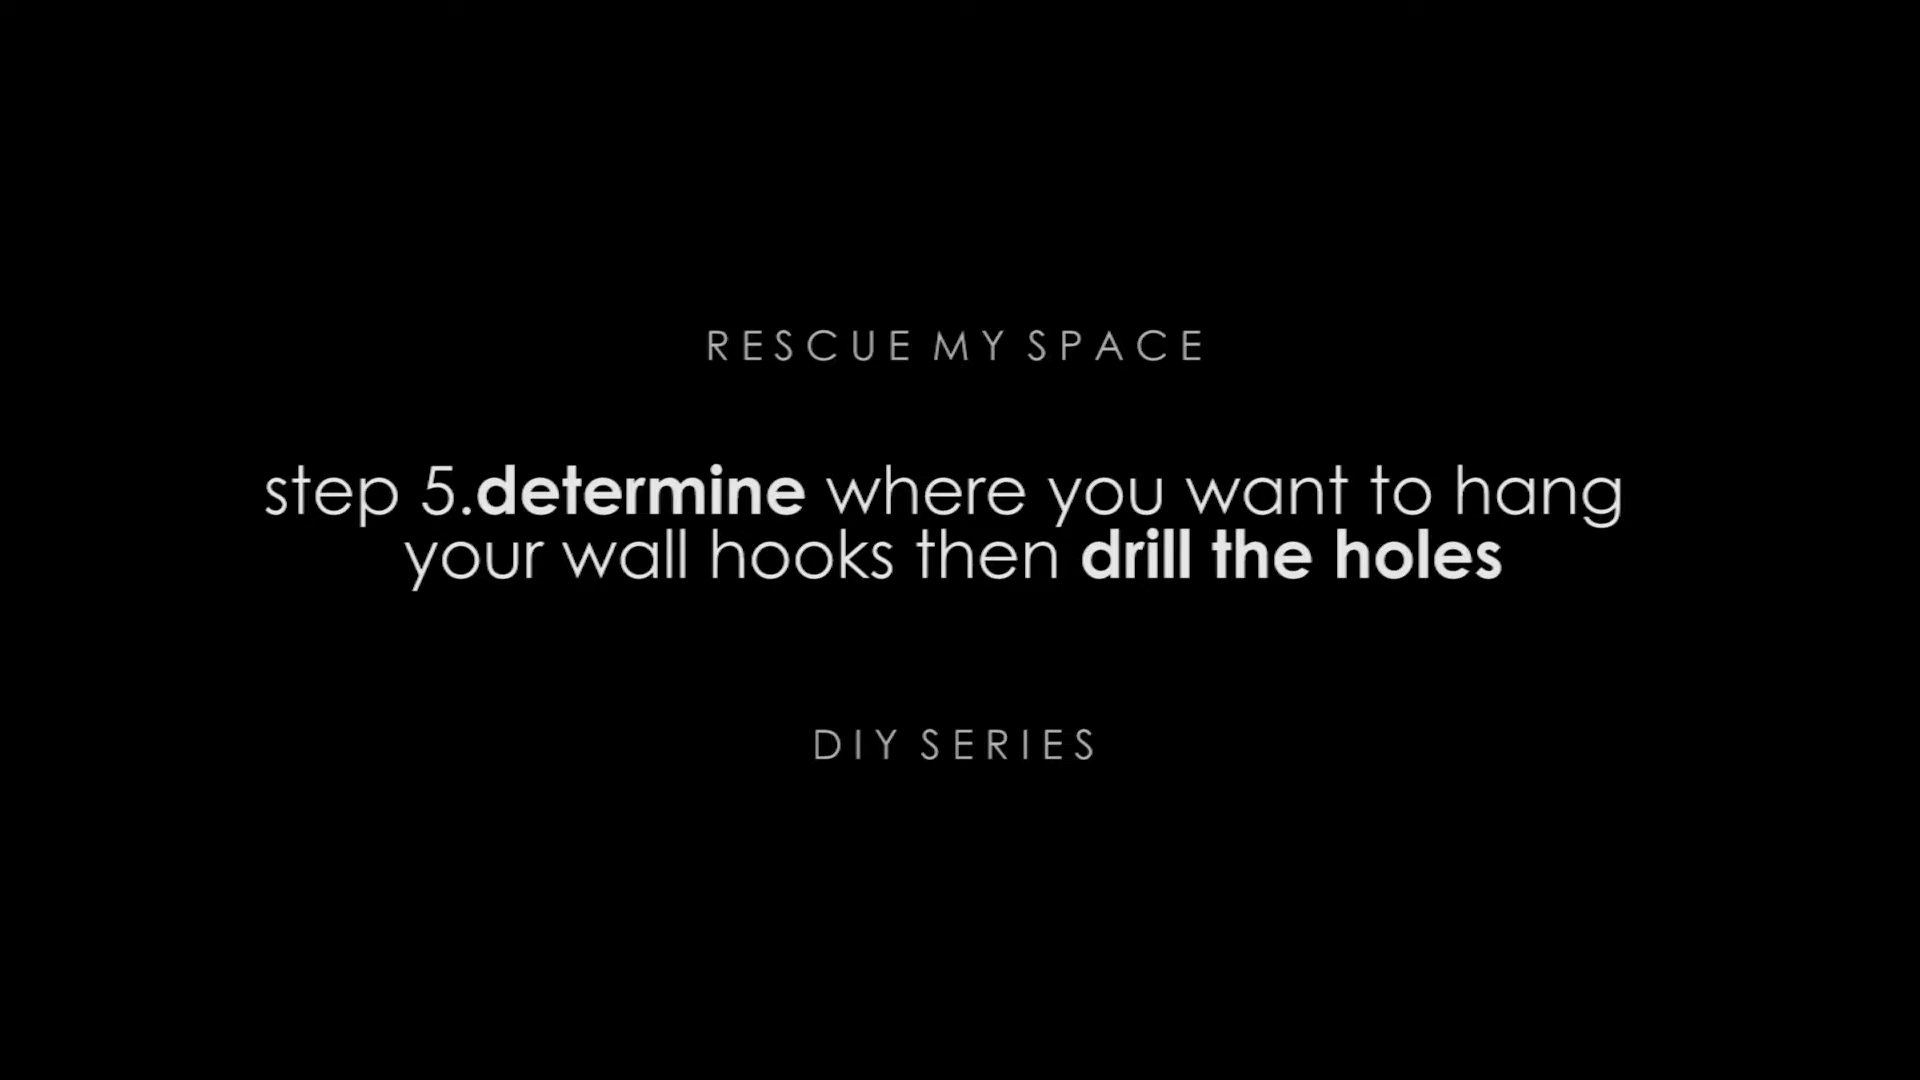 RESCUE MY SPACE
step 5.determine where you want to hang
your wall hooks then drill the holes
DIY SERIES